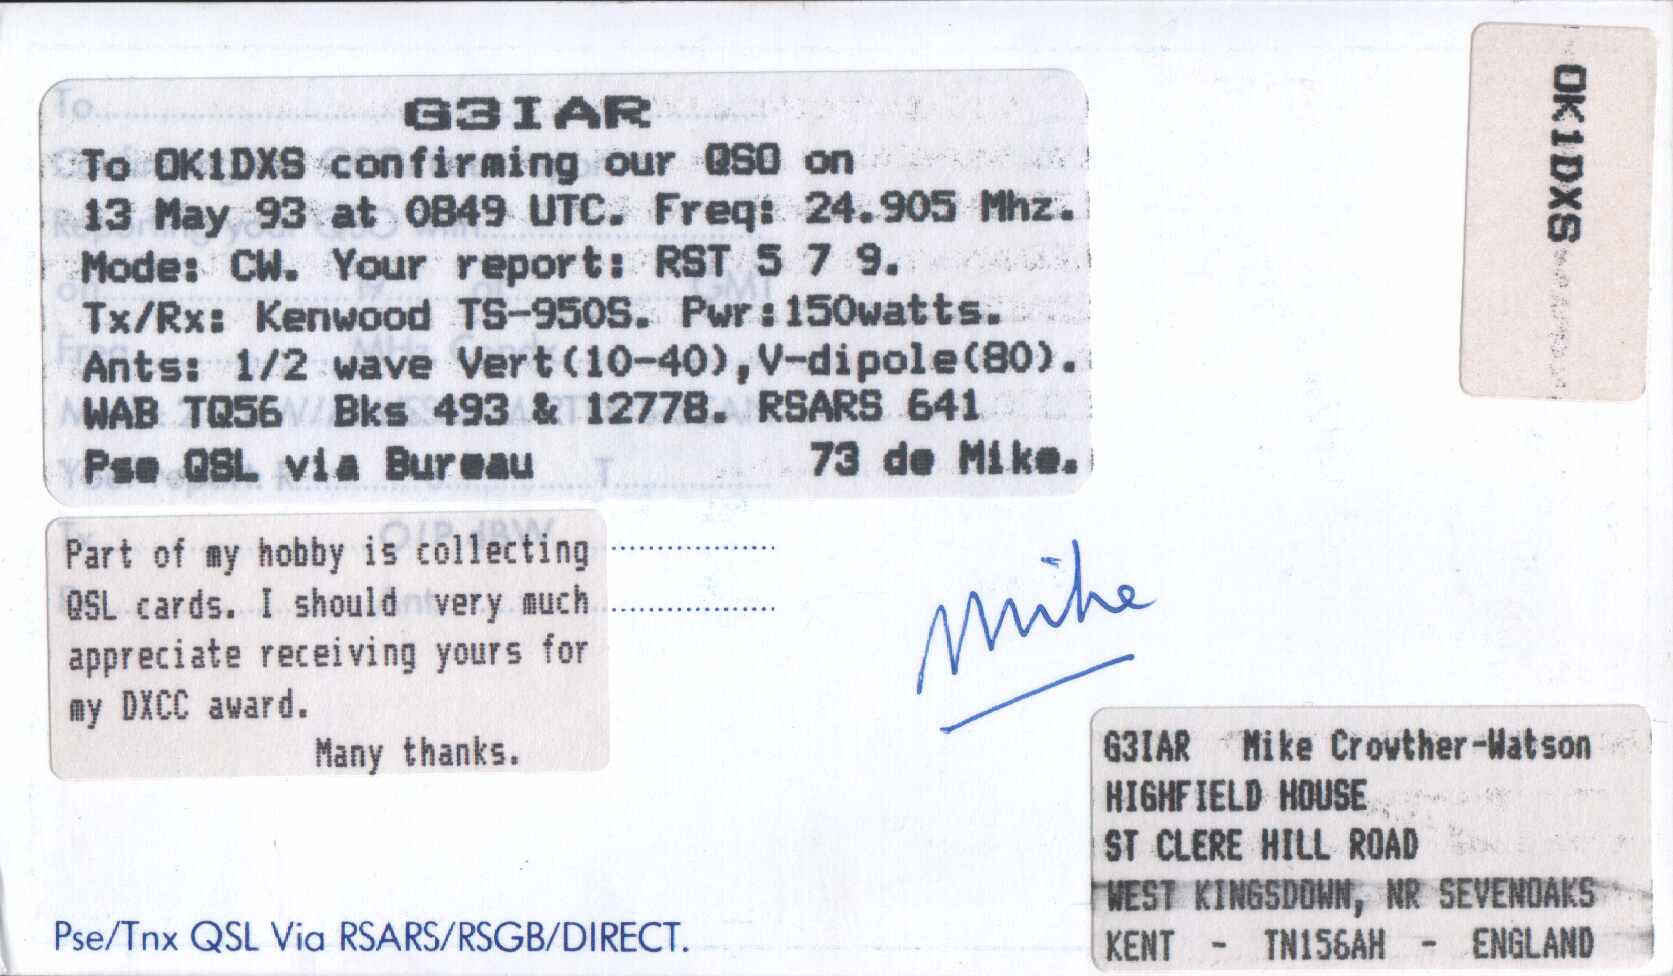 G3IAR
To OK1DXS confirming our QSO on
13 May 93 at 0849 UTC. Freq: 24.905 Mhz.
Mode: CW. Your report: RST 5 7 9.
Tx/Rx: Kenwood TS-950S. Pwr:150watts.
Ants: 1/2 wave Vert(10-40),V-dipole(80).
WAB TQ56 Bks 493 & 12778. RSARS 641
Pse QSL via Bureau 73 de Mike.
OK1DXS
Part of my hobby is collecting
QSL cards. I should very much
appreciate receiving yours for
my DXCC award.
Many thanks.
Mike
G3IAR Mike Crowther-Watson
HIGHFIELD HOUSE
ST CLERE HILL ROAD
WEST KINGSDOWN, NR SEVENOAKS
KENT - TN156AH - ENGLAND
Pse/Tnx QSL Via RSARS/RSGB/DIRECT.